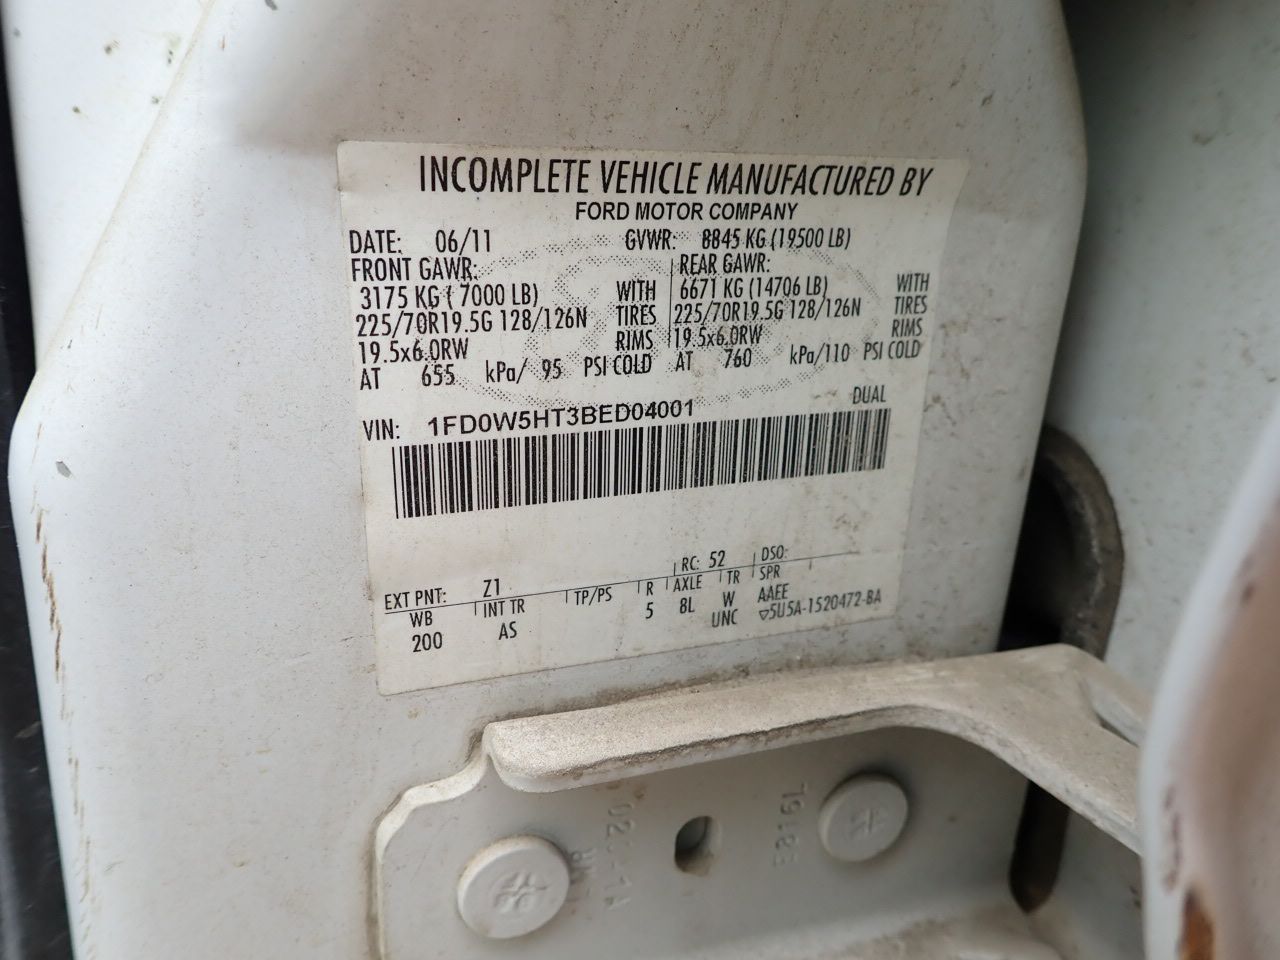 INCOMPLETE VEHICLE MANUFACTURED BY
FORD MOTOR COMPANY
DATE: 06/11 GVWR: 8845 KG (19500 LB)
FRONT GAWR: REAR GAWR:
3175 KG ( 7000 LB) WITH 6671 KG (14706 LB) WITH
225/70R19.5G 128/126N TIRES 225/70R19.5G 128/126N TIRES
19.5x6.0RW RIMS 19.5x6.0RW RIMS
AT 655 kPa/ 95 PSI COLD AT 760 kPa/110 PSI COLD
VIN: 1FD0W5HT3BED04001 DUAL
EXT PNT: Z1 RC: 52 DSO:
WB INT TR TP/PS R AXLE TR SPR
200 AS 5 8L W AAEE
UNC ▽5U5A-1520472-BA